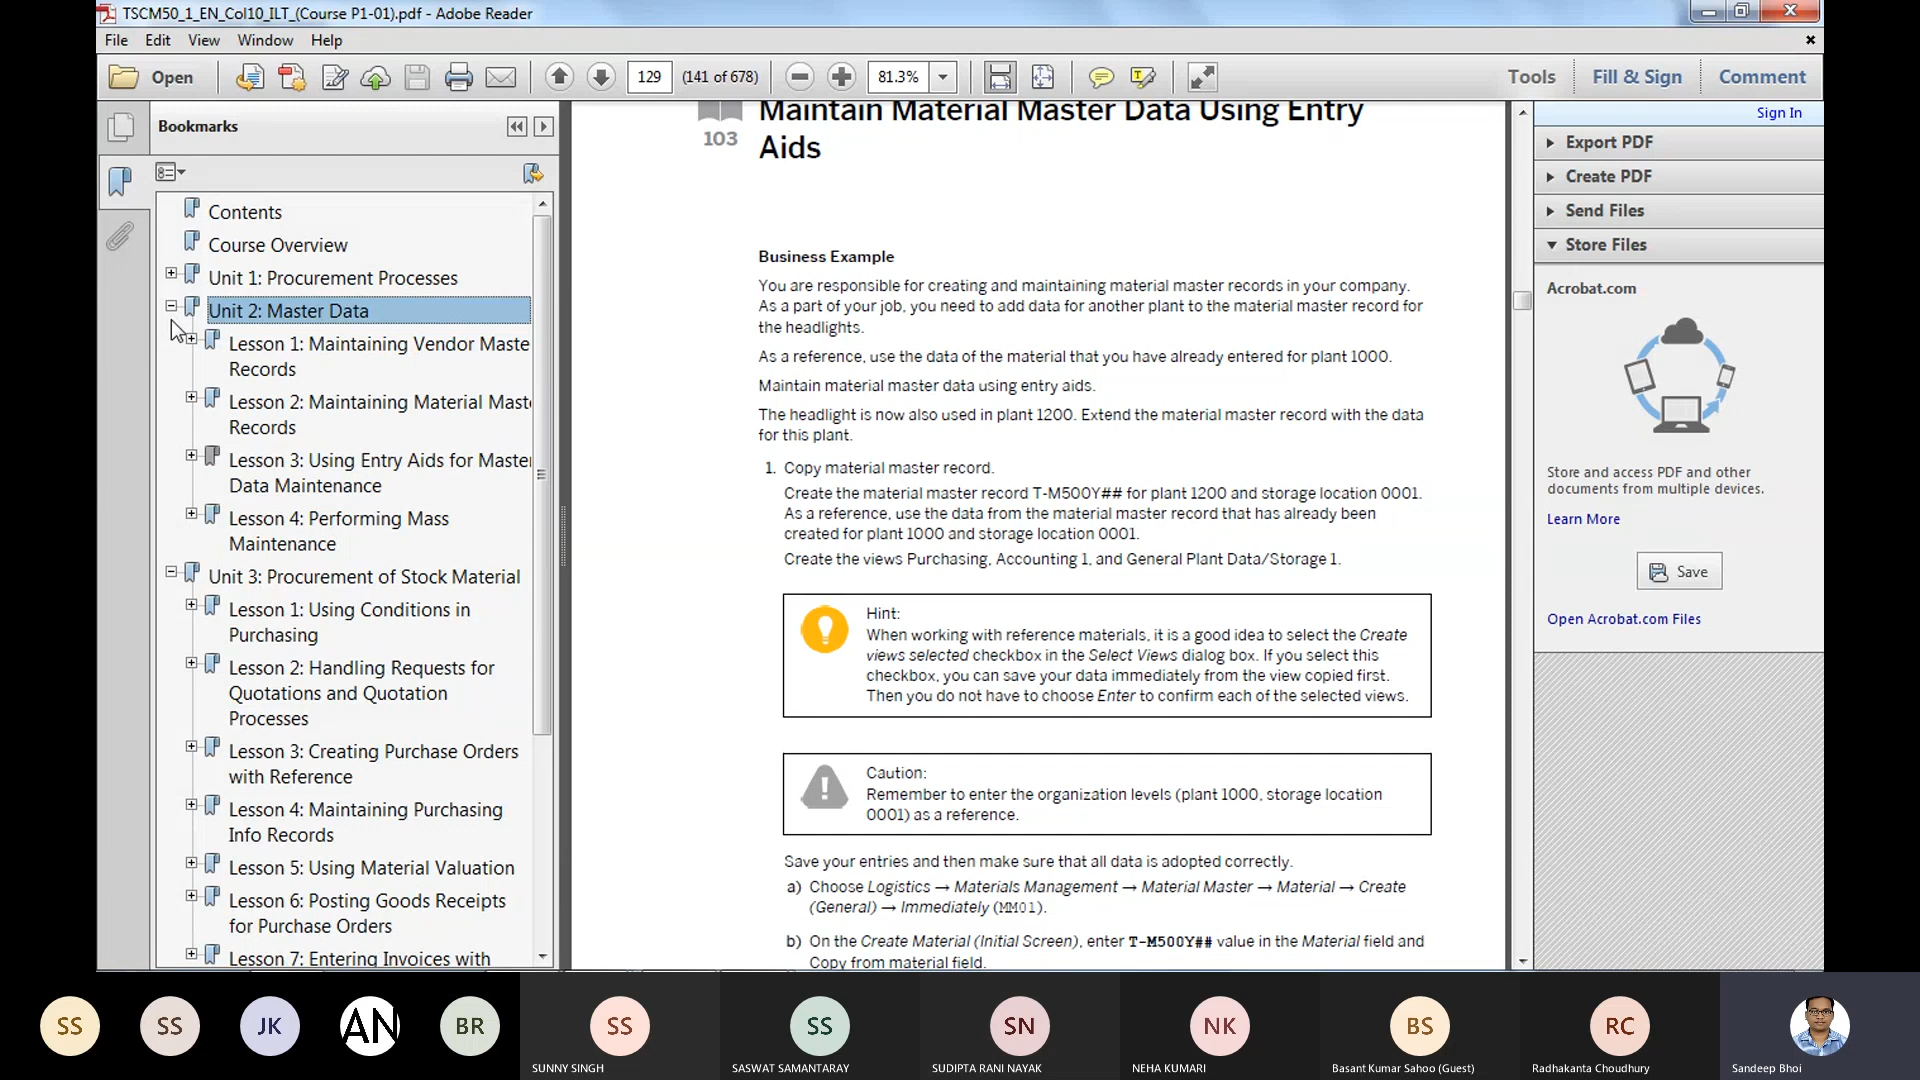 TSCM50_1_EN_Col10_ILT_(Course P1-01).pdf - Adobe Reader
File Edit View Window Help
Open 129 (141 of 678) 81.3% Tools Fill & Sign Comment
Bookmarks
Contents
Course Overview
Unit 1: Procurement Processes
Unit 2: Master Data
Lesson 1: Maintaining Vendor Maste
Records
Lesson 2: Maintaining Material Mast
Records
Lesson 3: Using Entry Aids for Master
Data Maintenance
Lesson 4: Performing Mass
Maintenance
Unit 3: Procurement of Stock Material
Lesson 1: Using Conditions in
Purchasing
Lesson 2: Handling Requests for
Quotations and Quotation
Processes
Lesson 3: Creating Purchase Orders
with Reference
Lesson 4: Maintaining Purchasing
Info Records
Lesson 5: Using Material Valuation
Lesson 6: Posting Goods Receipts
for Purchase Orders
Lesson 7: Entering Invoices with
103
Maintain Material Master Data Using Entry
Aids
Business Example
You are responsible for creating and maintaining material master records in your company.
As a part of your job, you need to add data for another plant to the material master record for
the headlights.
As a reference, use the data of the material that you have already entered for plant 1000.
Maintain material master data using entry aids.
The headlight is now also used in plant 1200. Extend the material master record with the data
for this plant.
1. Copy material master record.
Create the material master record T-M500Y## for plant 1200 and storage location 0001.
As a reference, use the data from the material master record that has already been
created for plant 1000 and storage location 0001.
Create the views Purchasing, Accounting 1, and General Plant Data/Storage 1.
Hint:
When working with reference materials, it is a good idea to select the Create
views selected checkbox in the Select Views dialog box. If you select this
checkbox, you can save your data immediately from the view copied first.
Then you do not have to choose Enter to confirm each of the selected views.
Caution:
Remember to enter the organization levels (plant 1000, storage location
0001) as a reference.
Save your entries and then make sure that all data is adopted correctly.
a) Choose Logistics → Materials Management → Material Master → Material → Create
(General) → Immediately (MM01).
b) On the Create Material (Initial Screen), enter T-M500Y## value in the Material field and
Copy from material field.
Sign In
Export PDF
Create PDF
Send Files
Store Files
Acrobat.com
Store and access PDF and other
documents from multiple devices.
Learn More
Save
Open Acrobat.com Files
SS SS JK AN BR SS SS SN NK BS RC
SUNNY SINGH SASWAT SAMANTARAY SUDIPTA RANI NAYAK NEHA KUMARI Basant Kumar Sahoo (Guest) Radhakanta Choudhury Sandeep Bhoi